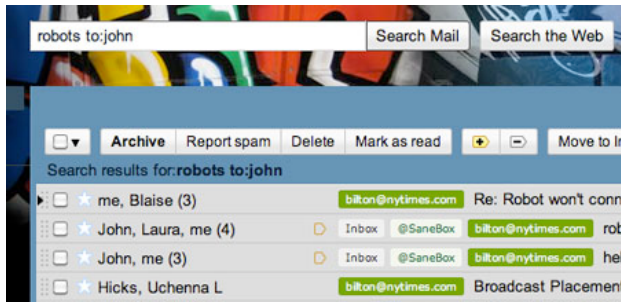 robots to:john Search Mail Search the Web
Archive Report spam Delete Mark as read Move to
Search results for:robots to:john
me, Blaise (3) bilton@nytimes.com Re: Robot won't conn
John, Laura, me (4) Inbox @SaneBox bilton@nytimes.com rob
John, me (3) Inbox @SaneBox bilton@nytimes.com hel
Hicks, Uchenna L bilton@nytimes.com Broadcast Placement